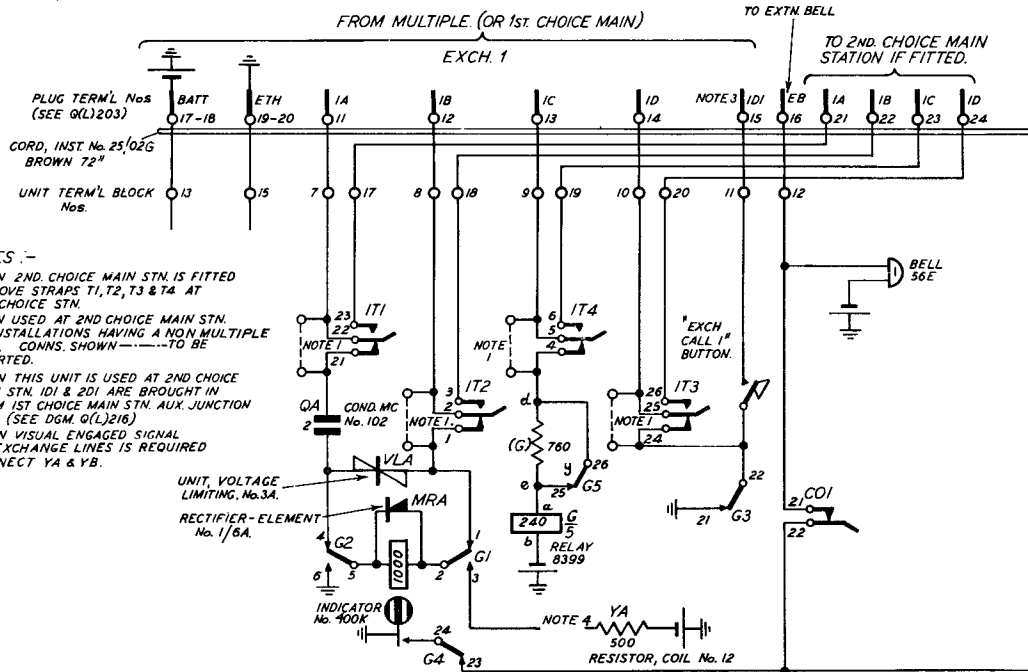 FROM MULTIPLE. (OR 1ST. CHOICE MAIN)
EXCH. 1
TO EXTN. BELL
TO 2ND. CHOICE MAIN
STATION IF FITTED.
PLUG TERM'L Nos
(SEE Q(L)203)
BATT
ETH
1A
1B
1C
1D
NOTE 3
1D1
EB
1A
1B
1C
1D
17-18
19-20
11
12
13
14
15
16
21
22
23
24
CORD, INST. No. 25/02G
BROWN 72"
UNIT TERM'L BLOCK
Nos.
13
15
7
17
8
18
9
19
10
20
11
12
ES :-
N 2ND. CHOICE MAIN STN. IS FITTED
OVE STRAPS T1, T2, T3 & T4 AT
CHOICE STN.
N USED AT 2ND CHOICE MAIN STN.
NSTALLATIONS HAVING A NON MULTIPLE
CONNS. SHOWN —·—·— TO BE
RTED.
N THIS UNIT IS USED AT 2ND CHOICE
STN. 1D1 & 2D1 ARE BROUGHT IN
M 1ST CHOICE MAIN STN. AUX. JUNCTION
(SEE DGM. Q(L)216)
N VISUAL ENGAGED SIGNAL
EXCHANGE LINES IS REQUIRED
NECT YA & YB.
BELL
56E
23
22
21
1T1
NOTE 1
6
5
4
1T4
NOTE
1
"EXCH
CALL 1"
BUTTON.
3
2
1
1T2
NOTE 1.
26
25
24
1T3
NOTE 1
QA
2
COND. MC
No. 102
d
(G)
760
y
26
e
25
G5
VLA
UNIT, VOLTAGE
LIMITING, No. 3A.
MRA
RECTIFIER-ELEMENT
No. 1/6A.
a
240
b
G
5
RELAY
8399
22
21
G3
21
22
CO1
4
G2
6
5
1000
2
1
G1
3
INDICATOR
No. 400K
24
G4
23
NOTE 4
YA
500
RESISTOR, COIL No. 12